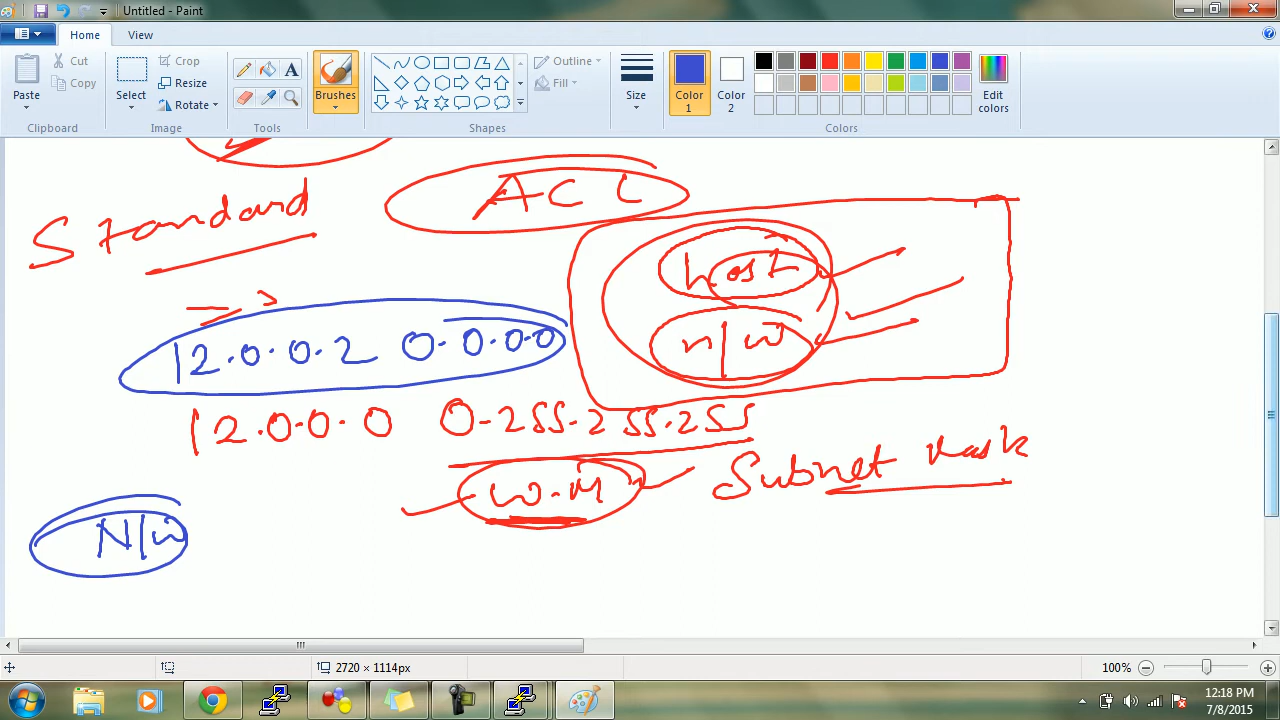 Untitled - Paint
Home View
Paste
Cut
Copy
Clipboard
Select
Crop
Resize
Rotate
Image
Tools
Brushes
Shapes
Outline
Fill
Size
Color 1
Color 2
Edit colors
Colors
Standard
ACL
host
n/w
12.0.0.2 0.0.0.0
12.0.0.0 0.255.255.255
W.M
Subnet Mask
N/W
2720 × 1114px
100%
12:18 PM
7/8/2015